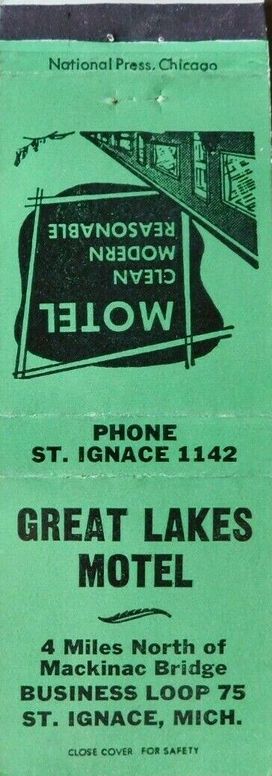 National Press, Chicago
MOTEL
CLEAN
MODERN
REASONABLE
PHONE
ST. IGNACE 1142
GREAT LAKES
MOTEL
4 Miles North of
Mackinac Bridge
BUSINESS LOOP 75
ST. IGNACE, MICH.
CLOSE COVER FOR SAFETY